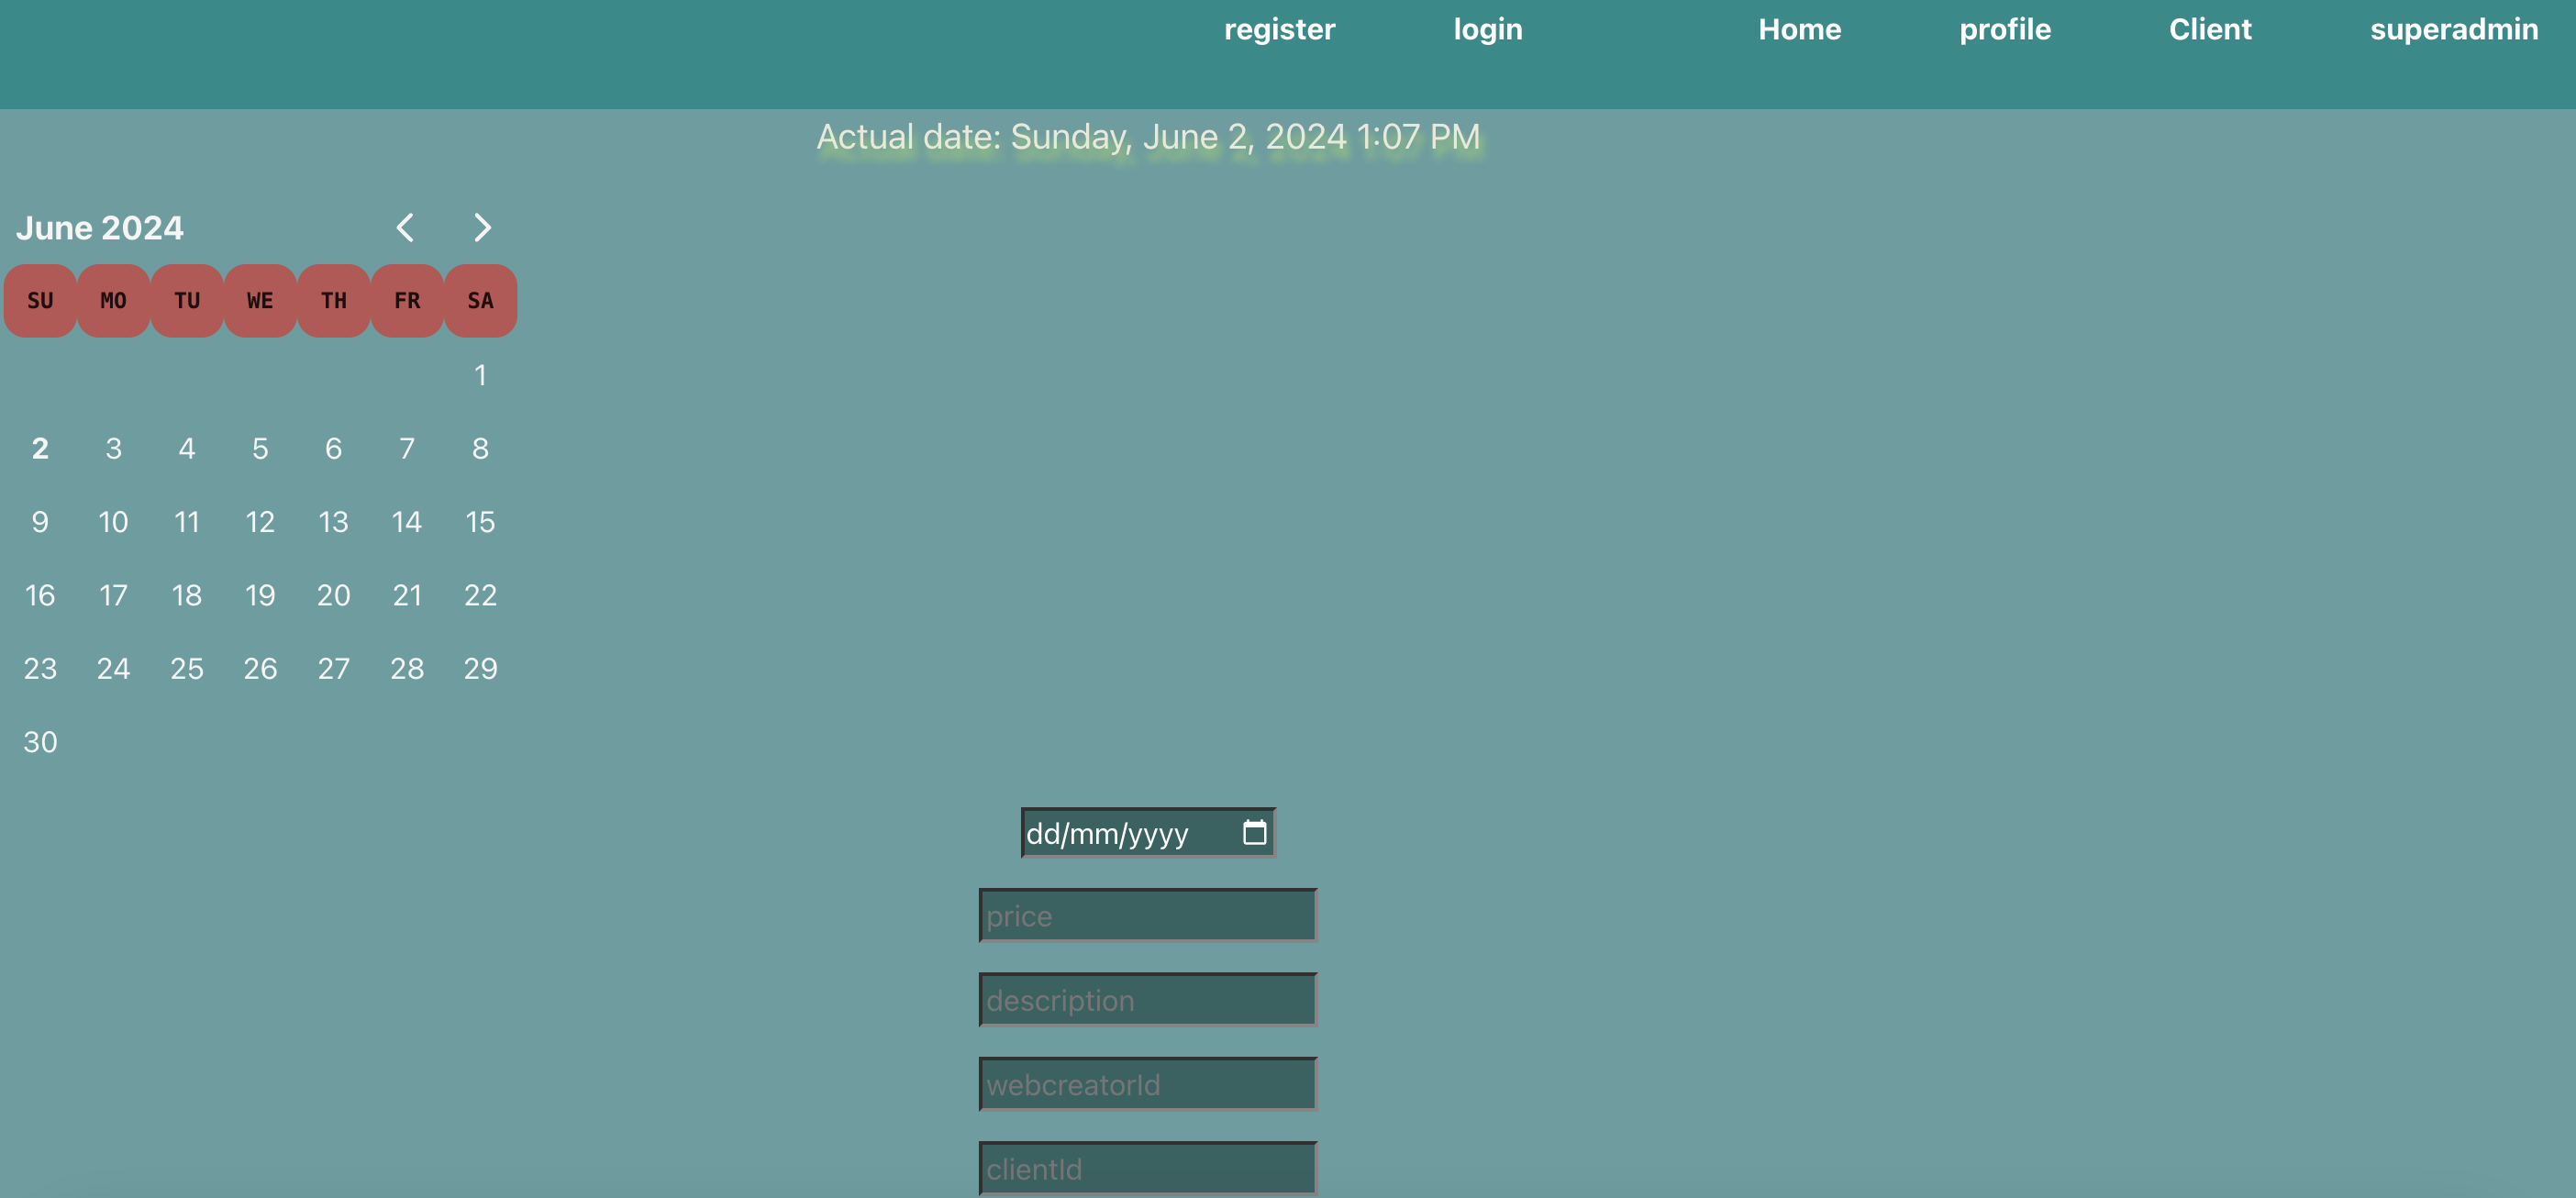 register login Home profile Client superadmin
Actual date: Sunday, June 2, 2024 1:07 PM
June 2024
SU MO TU WE TH FR SA
1
2 3 4 5 6 7 8
9 10 11 12 13 14 15
16 17 18 19 20 21 22
23 24 25 26 27 28 29
30
dd/mm/yyyy
price
description
webcreatorId
clientId